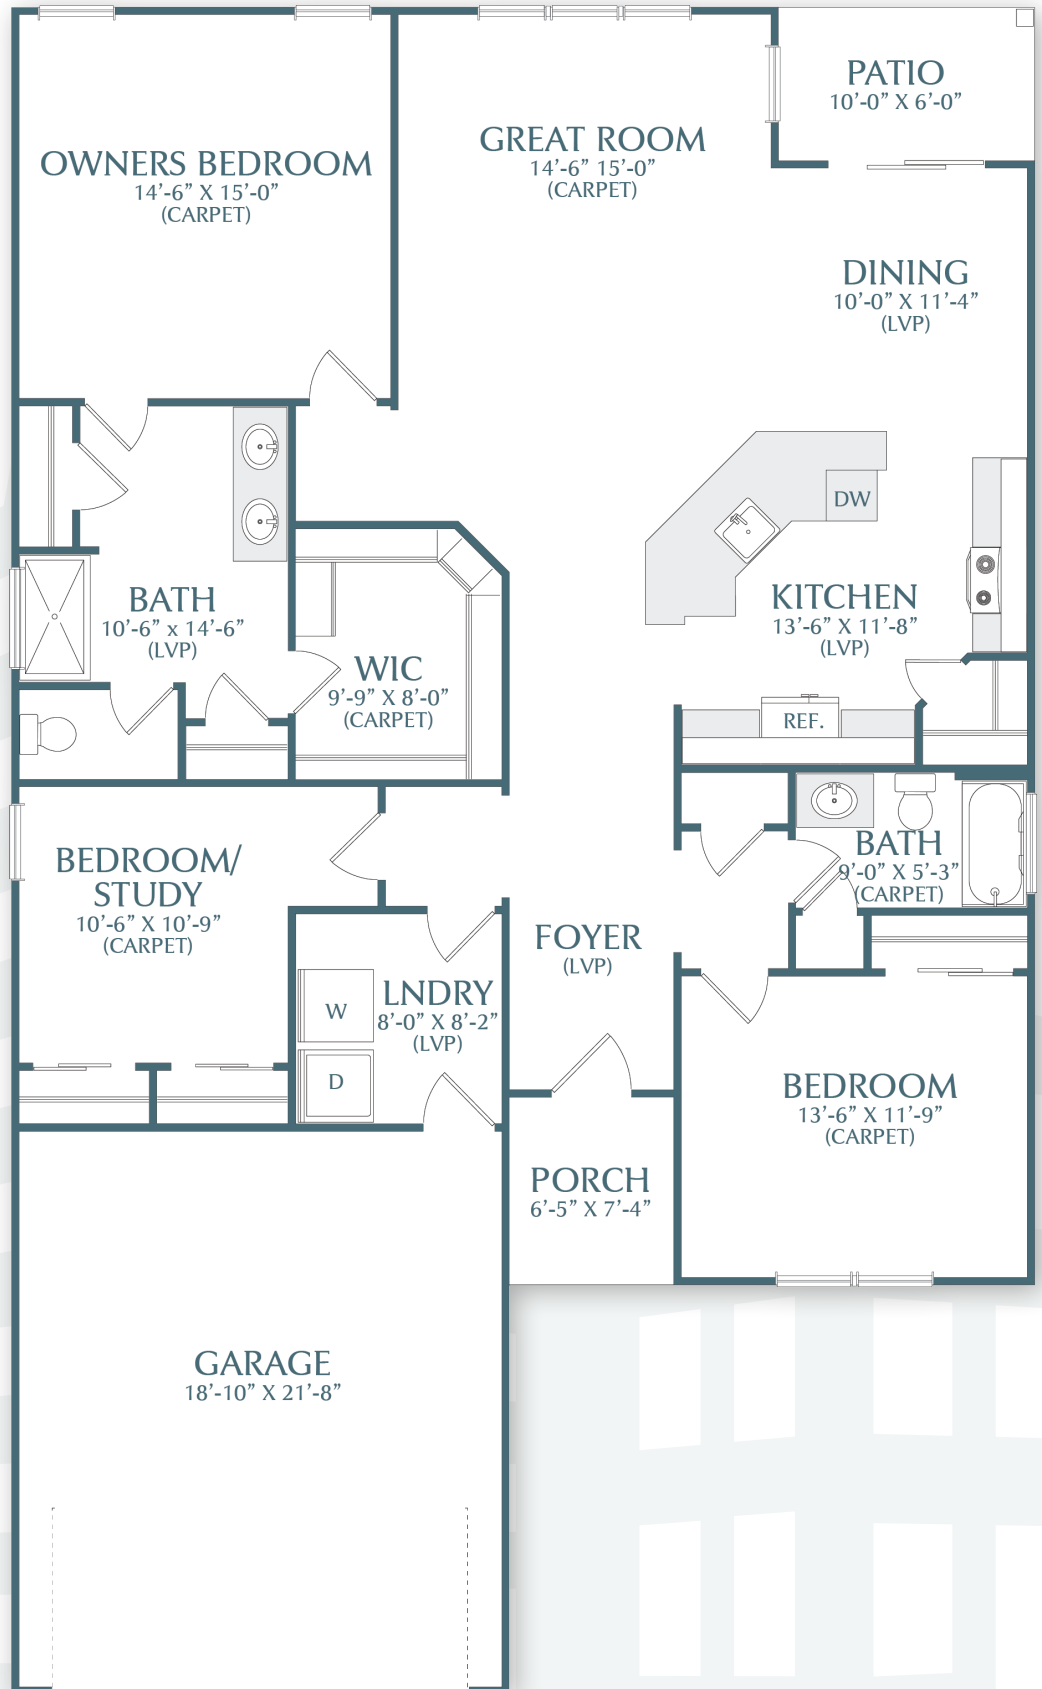 PATIO
10’-0” X 6’-0”
GREAT ROOM
14’-6” 15’-0”
(CARPET)
OWNERS BEDROOM
14’-6” X 15’-0”
(CARPET)
DINING
10’-0” X 11’-4”
(LVP)
DW
KITCHEN
13’-6” X 11’-8”
(LVP)
BATH
10’-6” x 14’-6”
(LVP)
WIC
9’-9” X 8’-0”
(CARPET)
REF.
BEDROOM/
STUDY
10’-6” X 10’-9”
(CARPET)
BATH
9’-0” X 5’-3”
(CARPET)
FOYER
(LVP)
LNDRY
8’-0” X 8’-2”
(LVP)
W
D
BEDROOM
13’-6” X 11’-9”
(CARPET)
PORCH
6’-5” X 7’-4”
GARAGE
18’-10” X 21’-8”